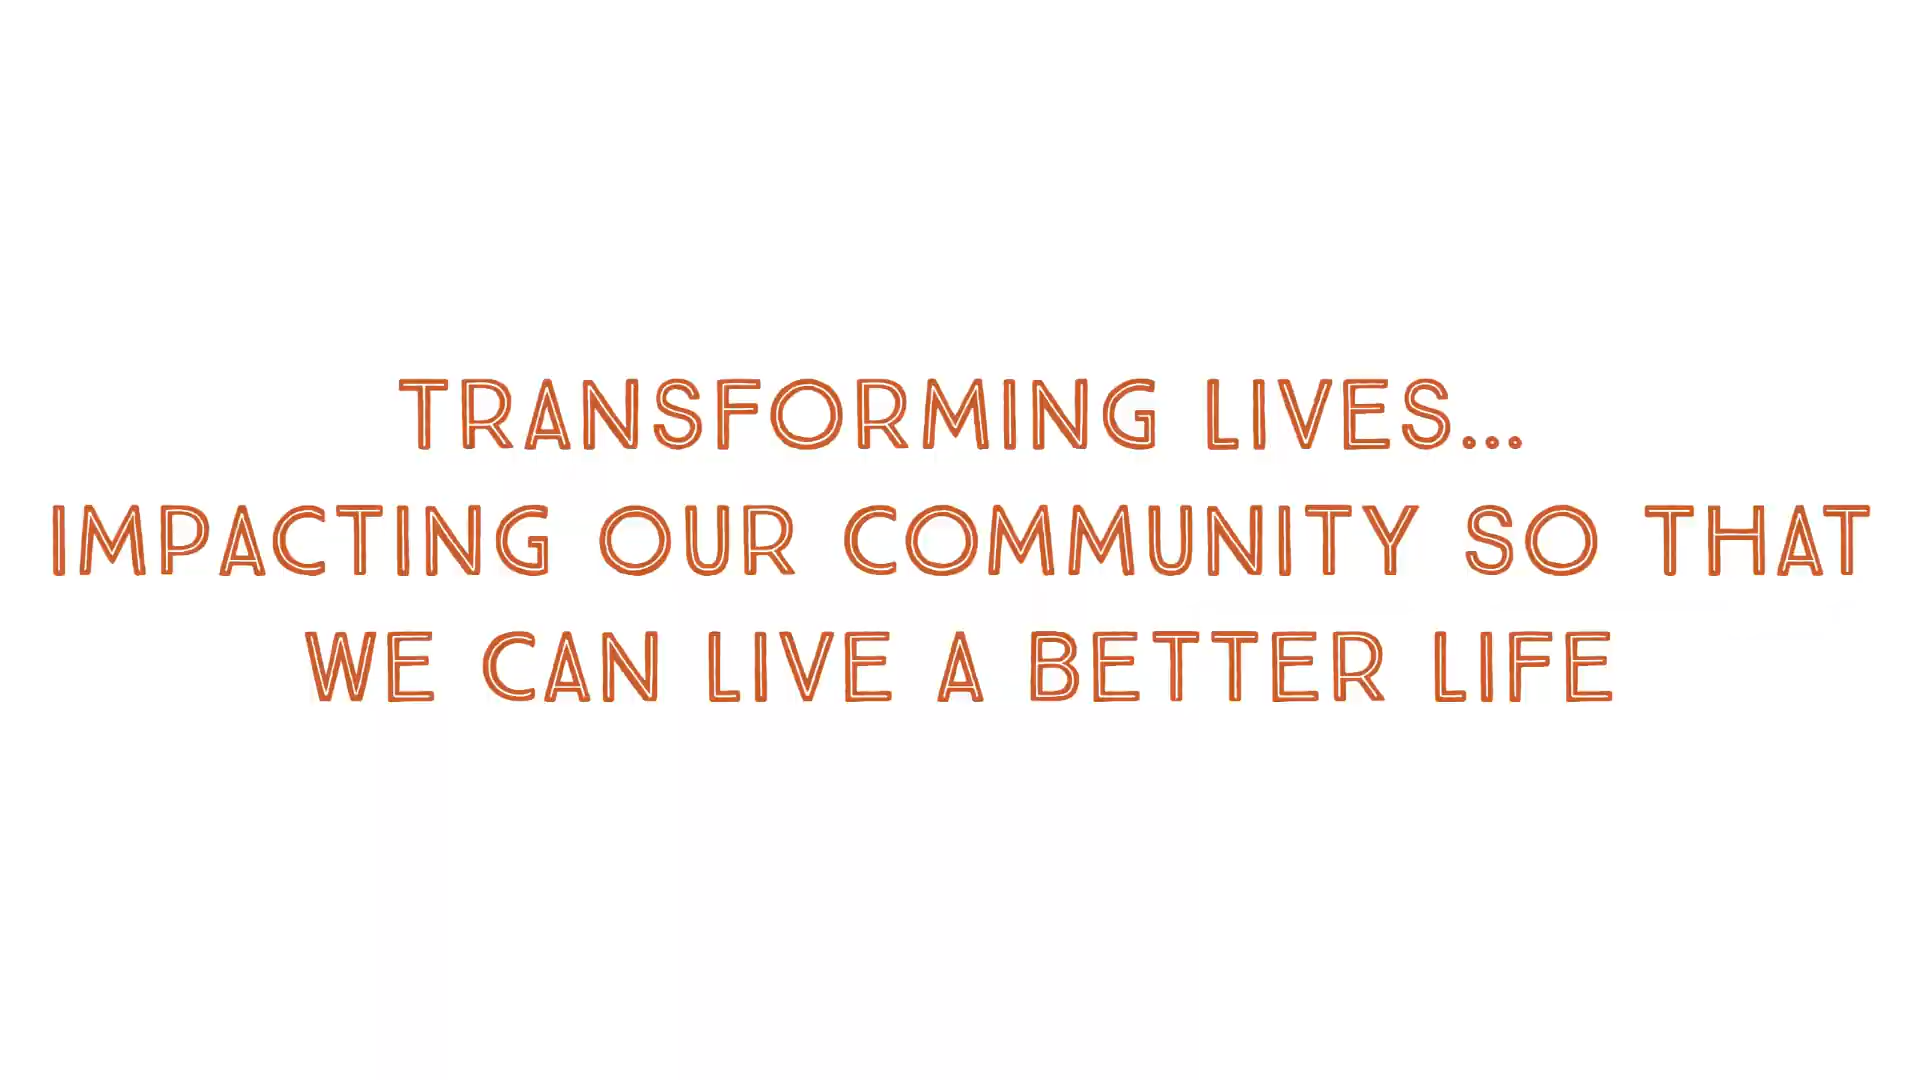 TRANSFORMING LIVES...
IMPACTING OUR COMMUNITY SO THAT
WE CAN LIVE A BETTER LIFE